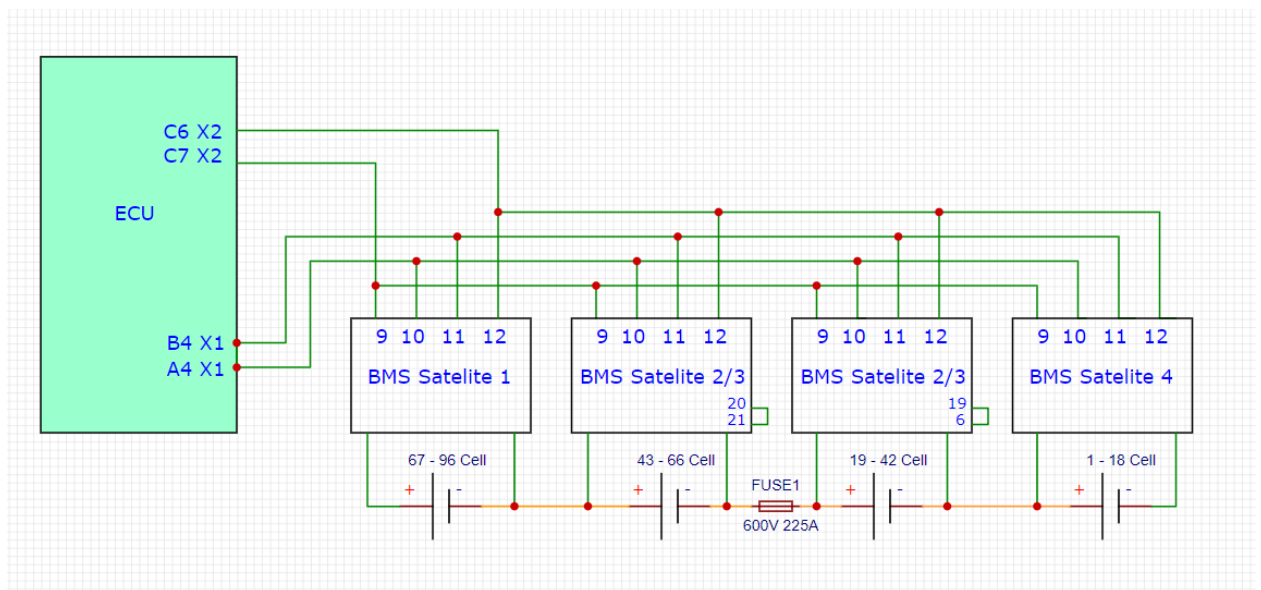 C6 X2
C7 X2
ECU
B4 X1
A4 X1
9 10 11 12
BMS Satelite 1
9 10 11 12
BMS Satelite 2/3
20
21
9 10 11 12
BMS Satelite 2/3
19
6
9 10 11 12
BMS Satelite 4
67 - 96 Cell
+ -
43 - 66 Cell
+ -
FUSE1
600V 225A
19 - 42 Cell
+ -
1 - 18 Cell
+ -